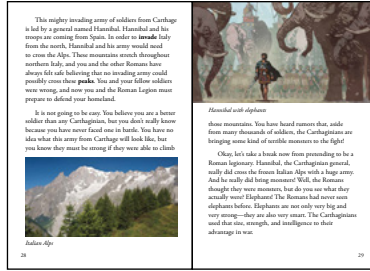 This mighty invading army of soldiers from Carthage
is led by a general named Hannibal. Hannibal and his
troops are coming from Spain. In order to invade Italy
from the north, Hannibal and his army would need
to cross the Alps. These mountains stretch throughout
northern Italy, and you and the other Romans have
always felt safe believing that no invading army could
possibly cross these peaks. You and your fellow soldiers
were wrong, and now you and the Roman Legion must
prepare to defend your homeland.
It is not going to be easy. You believe you are a better
soldier than any Carthaginian, but you don't really know
because you have never faced one in battle. You have no
idea what this army from Carthage will look like, but
you know they must be strong if they were able to climb
Italian Alps
28
Hannibal with elephants
those mountains. You have heard rumors that, aside
from many thousands of soldiers, the Carthaginians are
bringing some kind of terrible monsters to the fight!
Okay, let's take a break now from pretending to be a
Roman legionary. Hannibal, the Carthaginian general,
really did cross the frozen Italian Alps with a huge army.
And he really did bring monsters! Well, the Romans
thought they were monsters, but do you see what they
actually were? Elephants! The Romans had never seen
elephants before. Elephants are not only very big and
very strong—they are also very smart. The Carthaginians
used that size, strength, and intelligence to their
advantage in war.
29